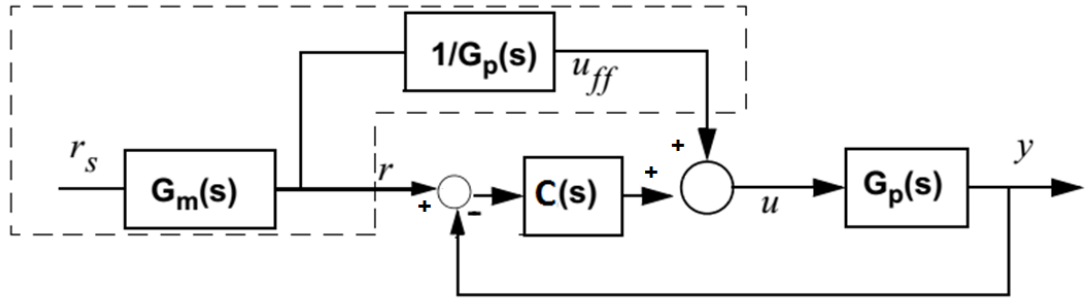 1/Gp(s)
uff
rs
Gm(s)
r
+
-
C(s)
+
+
u
Gp(s)
y